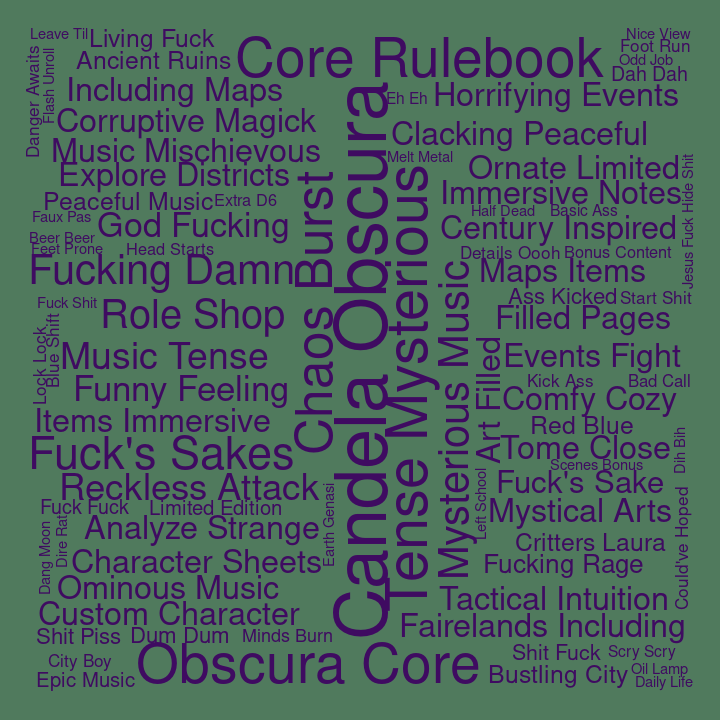 Leave Til
Living Fuck
Core Rulebook
Nice View
Foot Run
Ancient Ruins
Odd Job
Dah Dah
Danger Awaits
Flash Unroll
Including Maps
Eh Eh
Horrifying Events
Corruptive Magick
Clacking Peaceful
Music Mischievous
Melt Metal
Ornate Limited
Explore Districts
Immersive Notes
Jesus Fuck
Hide Shit
Peaceful Music
Extra D6
Half Dead
Basic Ass
Faux Pas
God Fucking
Century Inspired
Beer Beer
Feet Prone
Head Starts
Details Oooh
Bonus Content
Fucking Damn
Burst
Candela Obscura
Tense
Mysterious
Maps Items
Fuck Shit
Role Shop
Chaos
Ass Kicked
Start Shit
Filled Pages
Lock Lock
Blue Shift
Music Tense
Mysterious Music
Art Filled
Events Fight
Funny Feeling
Kick Ass
Bad Call
Comfy Cozy
Items Immersive
Red Blue
Dih Bih
Fuck's Sakes
Tome Close
Scenes Bonus
Reckless Attack
Left School
Fuck's Sake
Fuck Fuck
Limited Edition
Earth Genasi
Mystical Arts
Could've Hoped
Dang Moon
Dire Rat
Analyze Strange
Critters Laura
Character Sheets
Fucking Rage
Ominous Music
Tactical Intuition
Custom Character
Fairelands Including
Shit Piss
Dum Dum
Minds Burn
Shit Fuck
Scry Scry
City Boy
Obscura Core
Bustling City
Oil Lamp
Epic Music
Daily Life